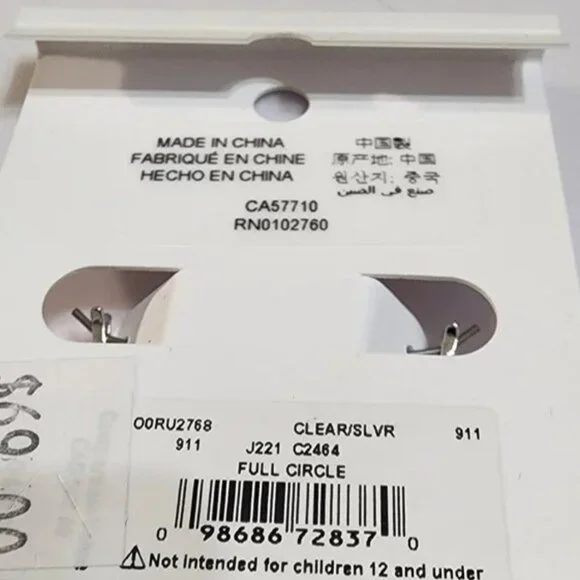 MADE IN CHINA
FABRIQUÉ EN CHINE
HECHO EN CHINA
中国製
原产地: 中国
원산지: 중국
صنع في الصين
CA57710
RN0102760
O0RU2768 CLEAR/SLVR 911
911 J221 C2464
FULL CIRCLE
0 98686 72837 0
⚠Not intended for children 12 and under
$69.00